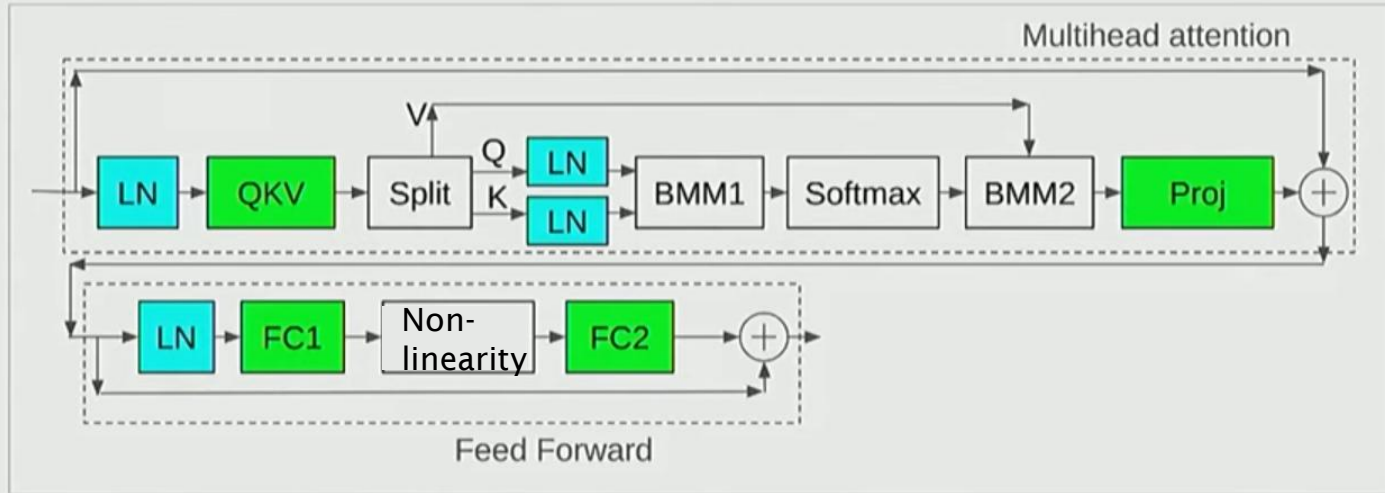 Multihead attention
V
Q
K
LN
QKV
Split
LN
LN
BMM1
Softmax
BMM2
Proj
+
LN
FC1
Non-
linearity
FC2
+
Feed Forward